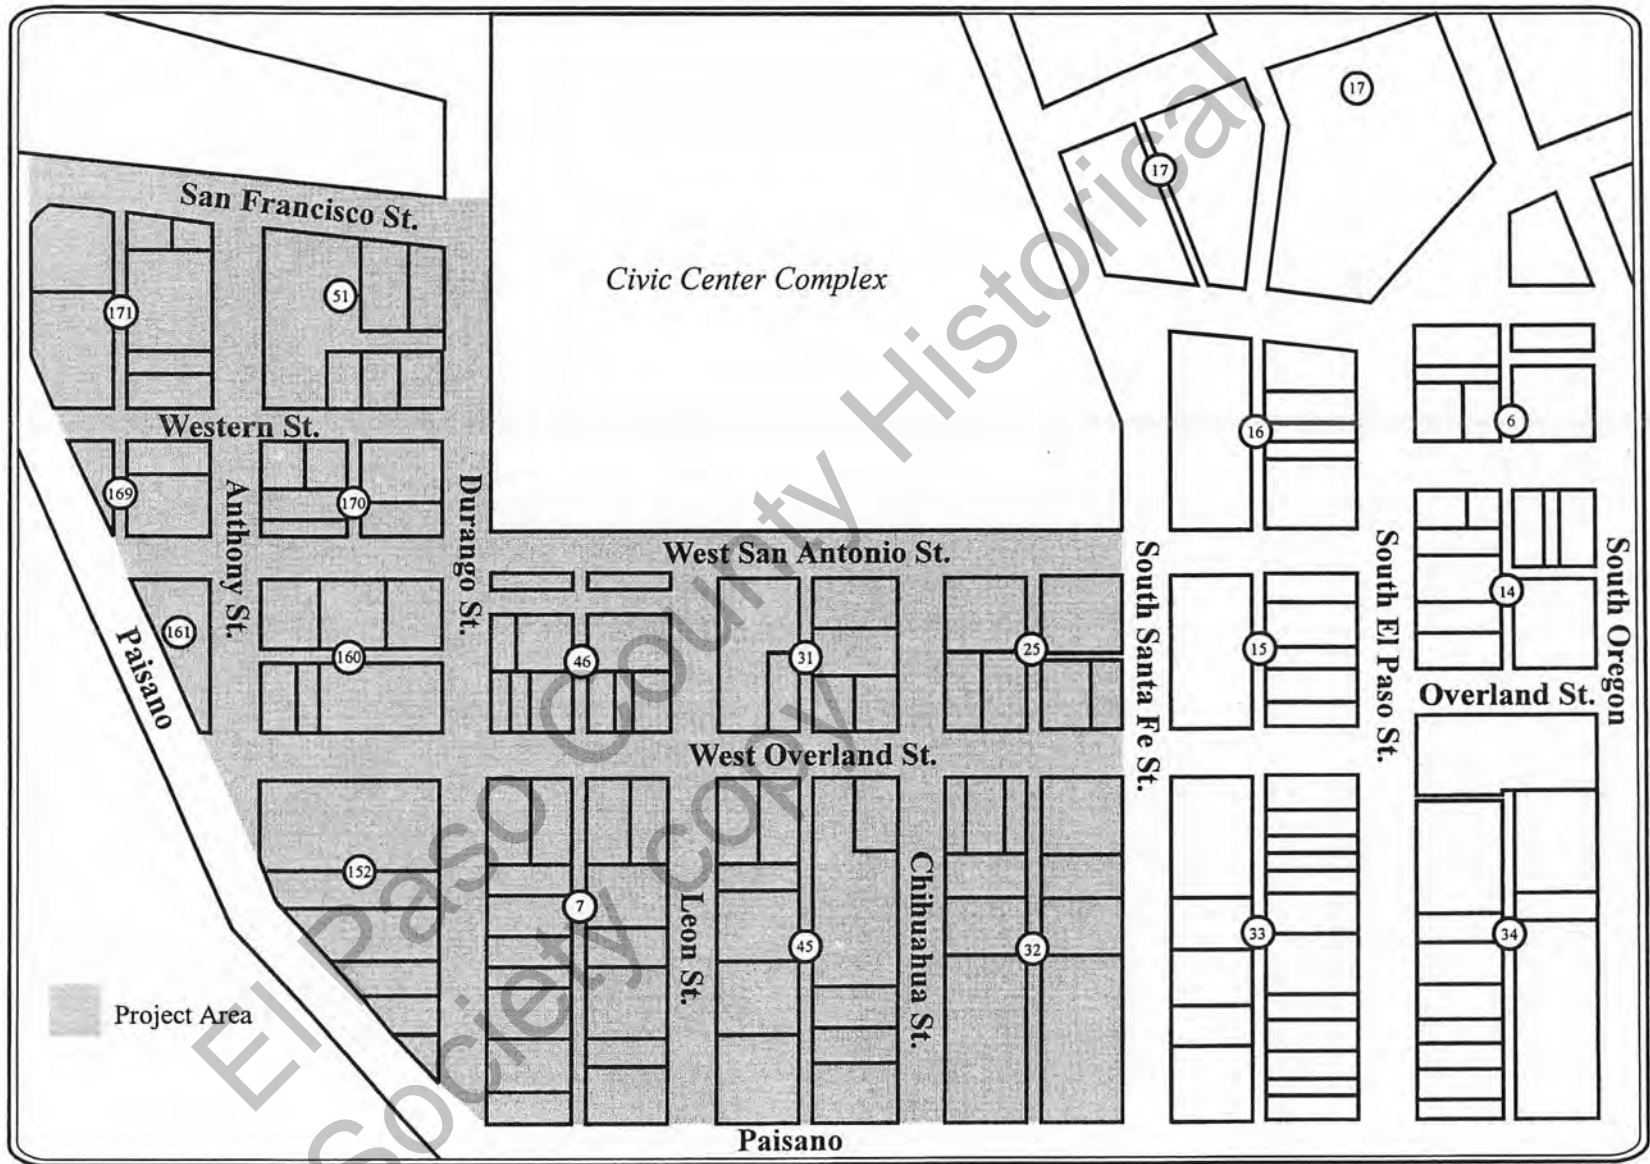 17
17
San Francisco St.
Civic Center Complex
51
171
Western St.
16
6
169
Anthony St.
170
Durango St.
West San Antonio St.
South Santa Fe St.
South El Paso St.
South Oregon
14
161
Paisano
160
46
31
25
15
Overland St.
West Overland St.
152
7
Leon St.
45
Chihuahua St.
32
33
34
Project Area
Paisano
El Paso County Historical
Society copy